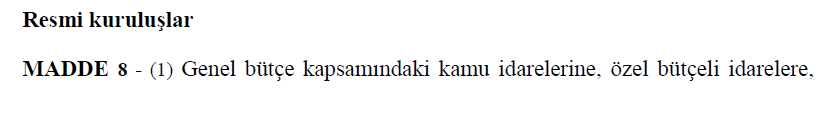 Resmi kuruluşlar
MADDE 8 - (1) Genel bütçe kapsamındaki kamu idarelerine, özel bütçeli idarelere,